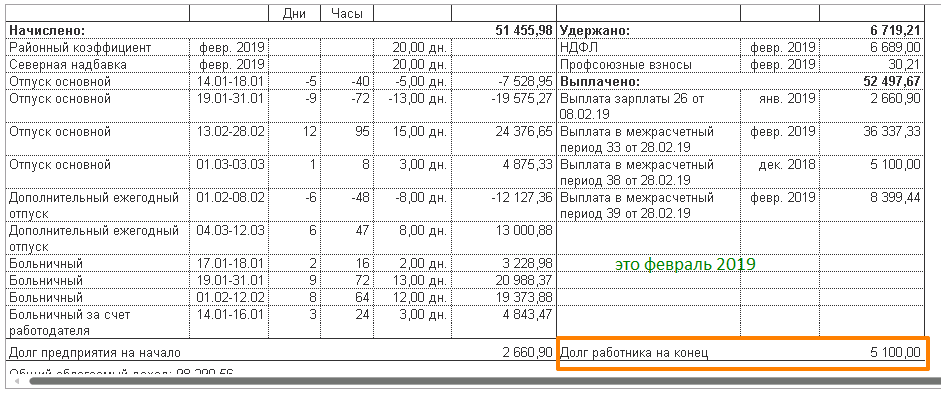 Дни Часы
Начислено: 51 455,98 Удержано: 6 719,21
Районный коэффициент февр. 2019 20,00 дн. НДФЛ февр. 2019 6 689,00
Северная надбавка февр. 2019 20,00 дн. Профсоюзные взносы февр. 2019 30,21
Отпуск основной 14.01-18.01 -5 -40 -5,00 дн. -7 528,95 Выплачено: 52 497,67
Отпуск основной 19.01-31.01 -9 -72 -13,00 дн. -19 575,27 Выплата зарплаты 26 от янв. 2019 2 660,90
08.02.19
Отпуск основной 13.02-28.02 12 95 15,00 дн. 24 376,65 Выплата в межрасчетный февр. 2019 36 337,33
период 33 от 28.02.19
Отпуск основной 01.03-03.03 1 8 3,00 дн. 4 875,33 Выплата в межрасчетный дек. 2018 5 100,00
период 38 от 28.02.19
Дополнительный ежегодный 01.02-08.02 -6 -48 -8,00 дн. -12 127,36 Выплата в межрасчетный февр. 2019 8 399,44
отпуск период 39 от 28.02.19
Дополнительный ежегодный 04.03-12.03 6 47 8,00 дн. 13 000,88
отпуск
Больничный 17.01-18.01 2 16 2,00 дн. 3 228,98 это февраль 2019
Больничный 19.01-31.01 9 72 13,00 дн. 20 988,37
Больничный 01.02-12.02 8 64 12,00 дн. 19 373,88
Больничный за счет 14.01-16.01 3 24 3,00 дн. 4 843,47
работодателя
Долг предприятия на начало 2 660,90 Долг работника на конец 5 100,00
Общий облагаемый доход: